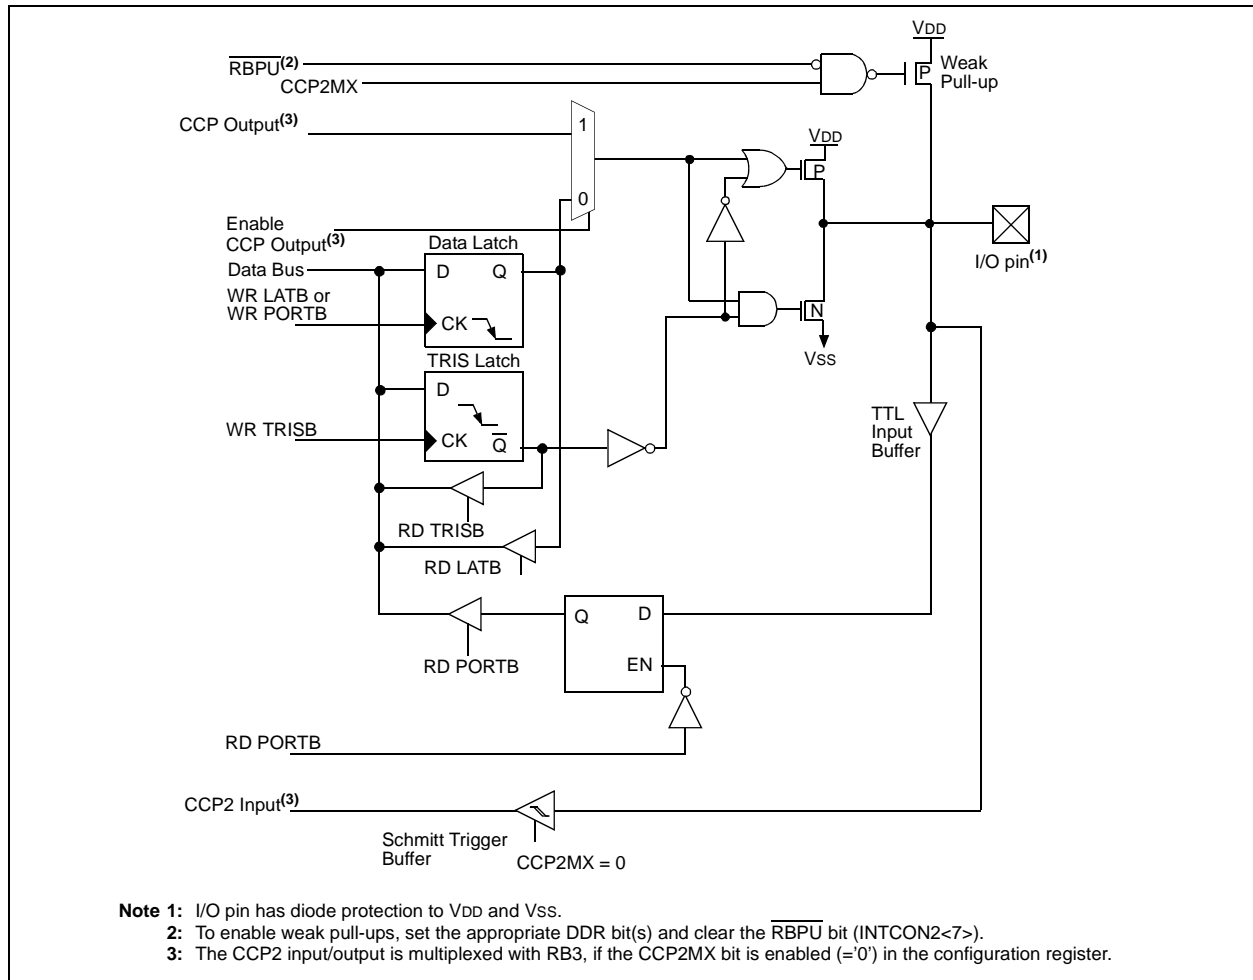 VDD
RBPU(2)
CCP2MX
P
Weak
Pull-up
CCP Output(3)
1
VDD
P
0
Enable
CCP Output(3)
Data Latch
I/O pin(1)
Data Bus
D Q
WR LATB or
WR PORTB
CK
N
VSS
TRIS Latch
D
TTL
Input
Buffer
WR TRISB
CK Q
RD TRISB
RD LATB
Q D
EN
RD PORTB
RD PORTB
CCP2 Input(3)
Schmitt Trigger
Buffer
CCP2MX = 0
Note 1: I/O pin has diode protection to VDD and VSS.
2: To enable weak pull-ups, set the appropriate DDR bit(s) and clear the RBPU bit (INTCON2<7>).
3: The CCP2 input/output is multiplexed with RB3, if the CCP2MX bit is enabled (='0') in the configuration register.